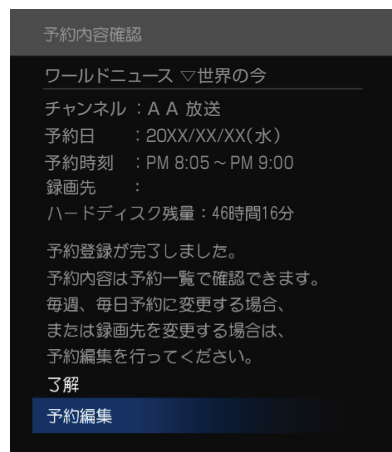 予約内容確認
ワールドニュース ▽世界の今
チャンネル：ＡＡ 放送
予約日　：20XX/XX/XX(水)
予約時刻　：PM 8:05～PM 9:00
録画先　：
ハードディスク残量：46時間16分
予約登録が完了しました。
予約内容は予約一覧で確認できます。
毎週、毎日予約に変更する場合、
または録画先を変更する場合は、
予約編集を行ってください。
了解
予約編集